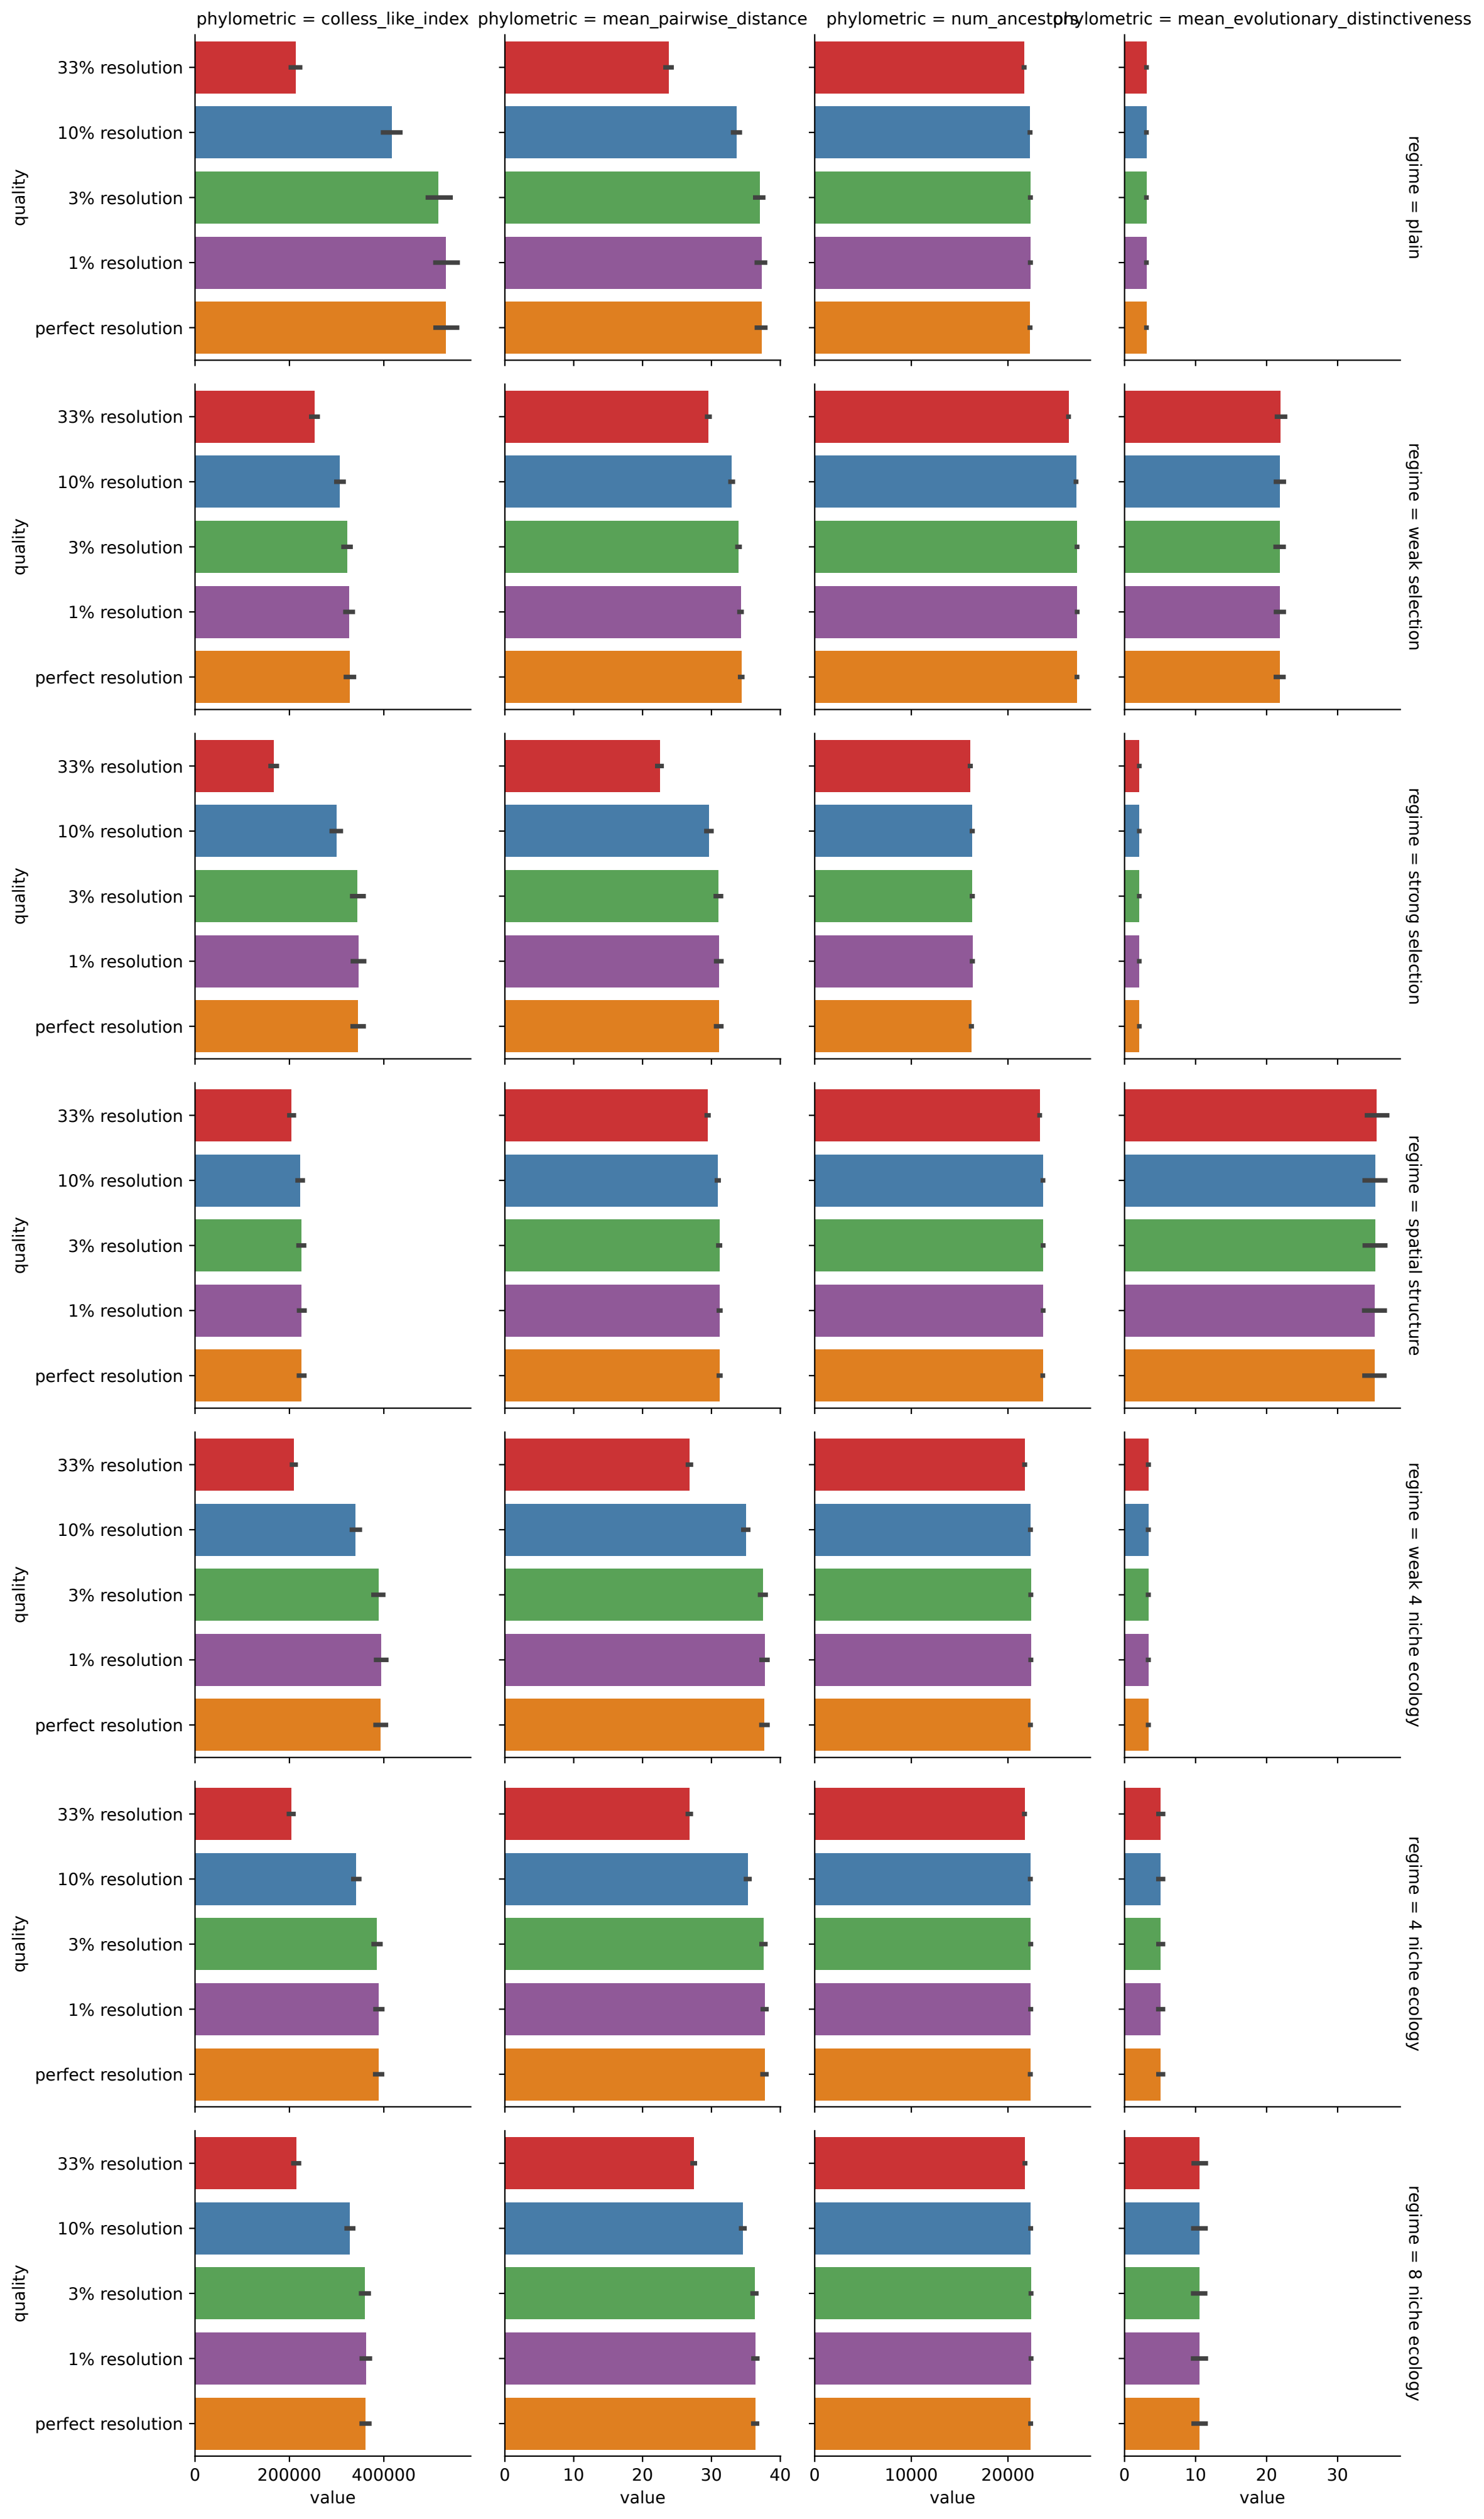 phylometric = colless_like_index phylometric = mean_pairwise_distance phylometric = num_ancestors phylometric = mean_evolutionary_distinctiveness
33% resolution
10% resolution
3% resolution
1% resolution
perfect resolution
quality
regime = plain
33% resolution
10% resolution
3% resolution
1% resolution
perfect resolution
quality
regime = weak selection
33% resolution
10% resolution
3% resolution
1% resolution
perfect resolution
quality
regime = strong selection
33% resolution
10% resolution
3% resolution
1% resolution
perfect resolution
quality
regime = spatial structure
33% resolution
10% resolution
3% resolution
1% resolution
perfect resolution
quality
regime = weak 4 niche ecology
33% resolution
10% resolution
3% resolution
1% resolution
perfect resolution
quality
regime = 4 niche ecology
33% resolution
10% resolution
3% resolution
1% resolution
perfect resolution
quality
regime = 8 niche ecology
0 200000 400000 0 10 20 30 40 0 10000 20000 0 10 20 30
value value value value